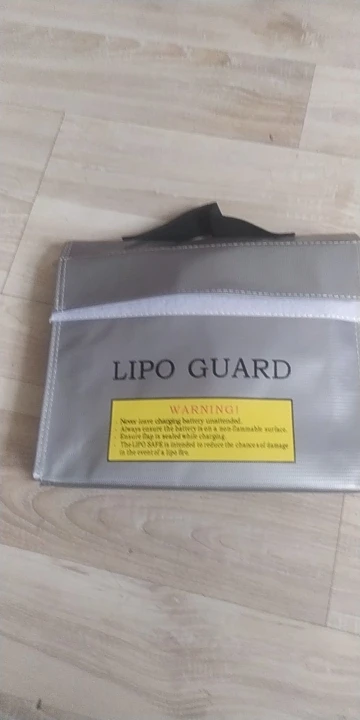 LIPO GUARD
WARNING!
- Never leave charging battery unattended.
- Always ensure the battery is on a non-flammable surface.
- Ensure flap is sealed while charging.
- The LIPO SAFE is intended to reduce the chances of damage
in the event of a lipo fire.